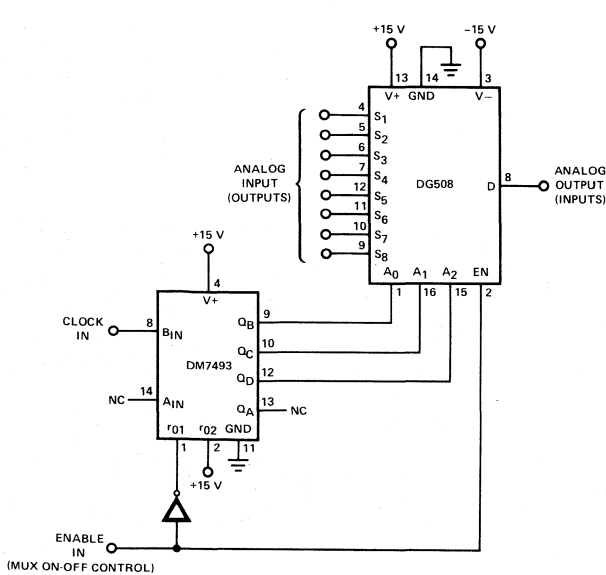 +15 V
-15 V
13
14
3
V+
GND
V−
4
S1
5
S2
6
S3
7
S4
12
S5
11
S6
10
S7
9
S8
ANALOG
INPUT
(OUTPUTS)
DG508
D
8
ANALOG
OUTPUT
(INPUTS)
A0
A1
A2
EN
1
16
15
2
+15 V
4
V+
CLOCK
IN
8
BIN
QB
9
QC
10
DM7493
QD
12
NC
14
AIN
QA
13
NC
r01
r02
GND
1
2
11
+15 V
ENABLE
IN
(MUX ON-OFF CONTROL)